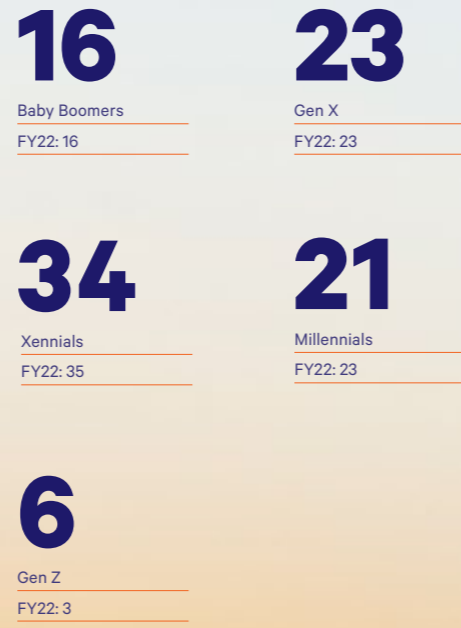 16
Baby Boomers
FY22: 16
23
Gen X
FY22: 23
34
Xennials
FY22: 35
21
Millennials
FY22: 23
6
Gen Z
FY22: 3